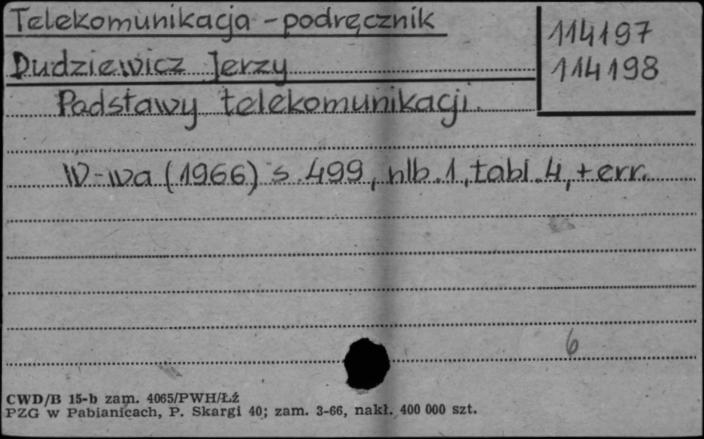 Telekomunikacja - podręcznik
114197
Dudziewicz Jerzy
114198
Podstawy telekomunikacji.
W-wa (1966) s. 499, nlb. 1, tabl. 4, + err.
6
CWD/B 15-b zam. 4065/PWH/Łź
PZG w Pabianicach, P. Skargi 40; zam. 3-66, nakł. 400 000 szt.